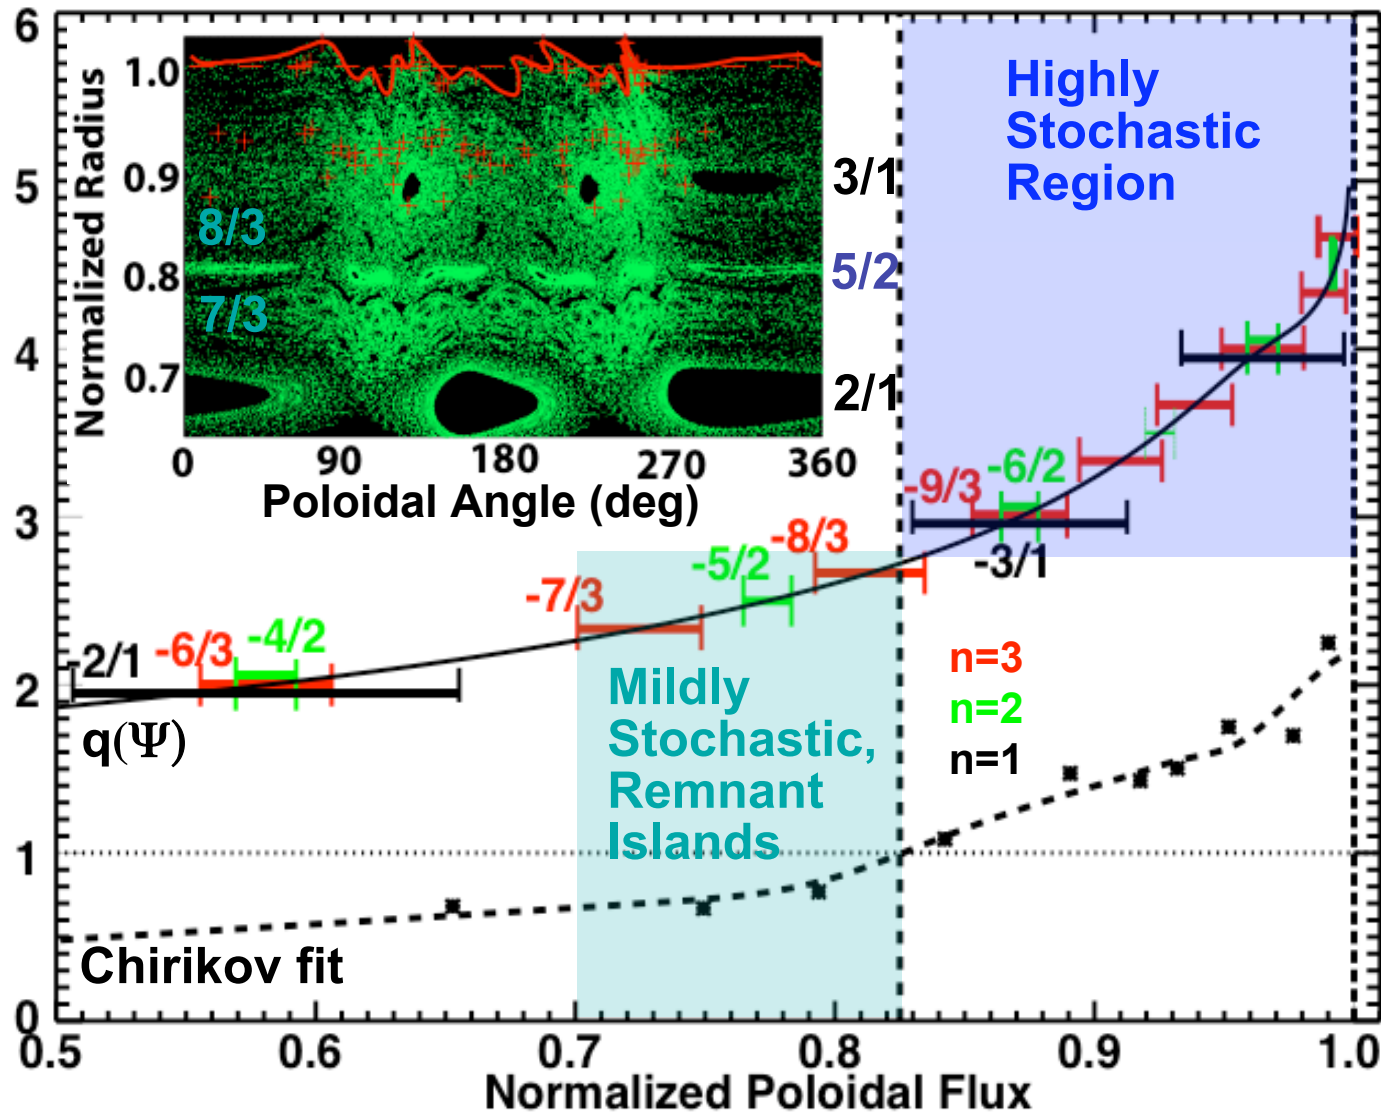 6
5
4
3
2
1
0
0.5
0.6
0.7
0.8
0.9
1.0
Normalized Poloidal Flux
Normalized Radius
1.0
0.9
0.8
0.7
8/3
7/3
0
90
180
270
360
Poloidal Angle (deg)
3/1
5/2
2/1
Highly
Stochastic
Region
-9/3
-6/2
-3/1
-8/3
-5/2
-7/3
-4/2
-6/3
-2/1
q(Ψ)
Mildly
Stochastic,
Remnant
Islands
n=3
n=2
n=1
Chirikov fit